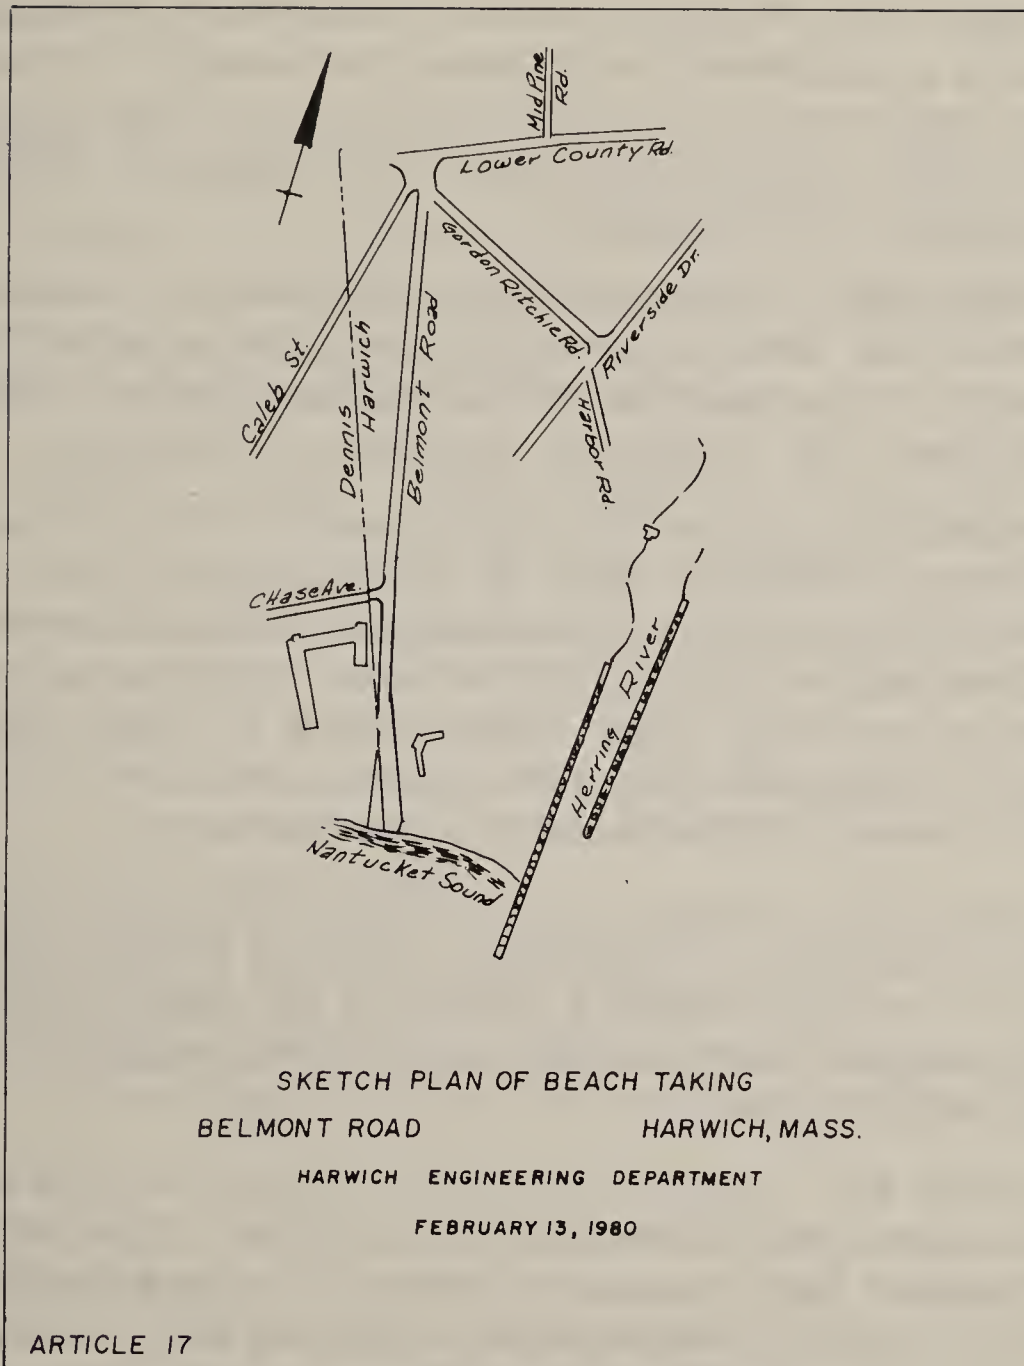 Mid Pine
Rd.
Lower County Rd.
Gordon Ritchie Rd.
Riverside Dr.
Harbor Rd.
Caleb St.
Dennis
Harwich
Belmont Road
CHase Ave.
Herring River
Nantucket Sound
SKETCH PLAN OF BEACH TAKING
BELMONT ROAD HARWICH, MASS.
HARWICH ENGINEERING DEPARTMENT
FEBRUARY 13, 1980
ARTICLE 17